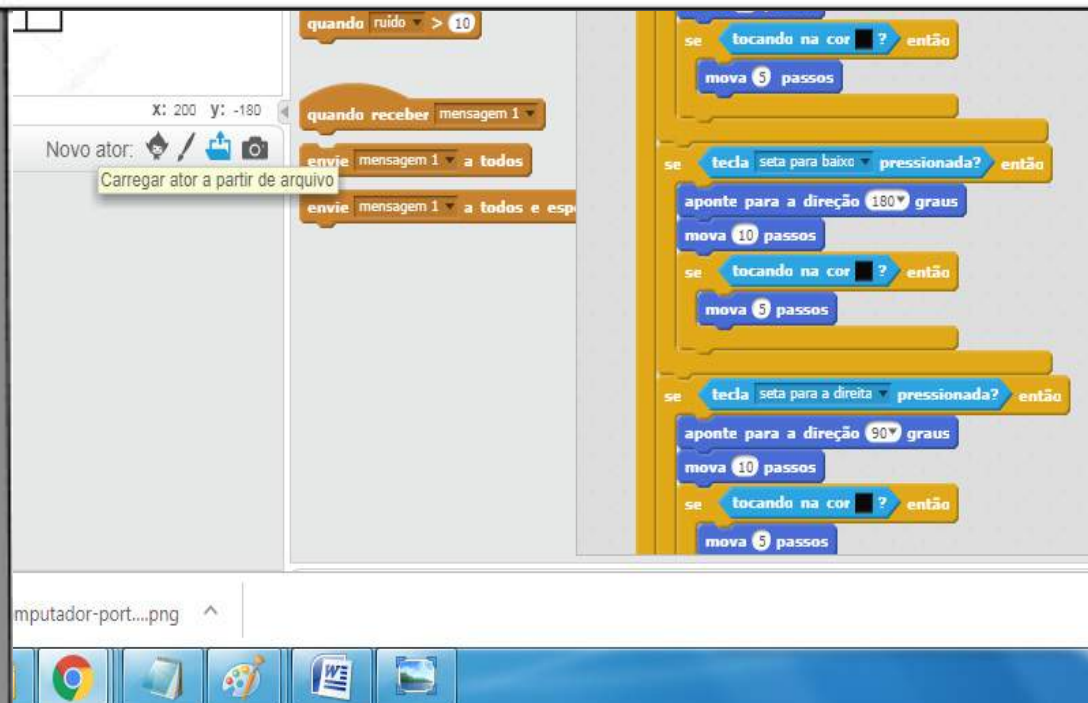 quando ruído > 10
x: 200 y: -180
quando receber mensagem 1
Novo ator:
Carregar ator a partir de arquivo
envie mensagem 1 a todos
envie mensagem 1 a todos e esp
se tocando na cor ? então
mova 5 passos
se tecla seta para baixo pressionada? então
aponte para a direção 180 graus
mova 10 passos
se tocando na cor ? então
mova 5 passos
se tecla seta para a direita pressionada? então
aponte para a direção 90 graus
mova 10 passos
se tocando na cor ? então
mova 5 passos
mputador-port....png
W